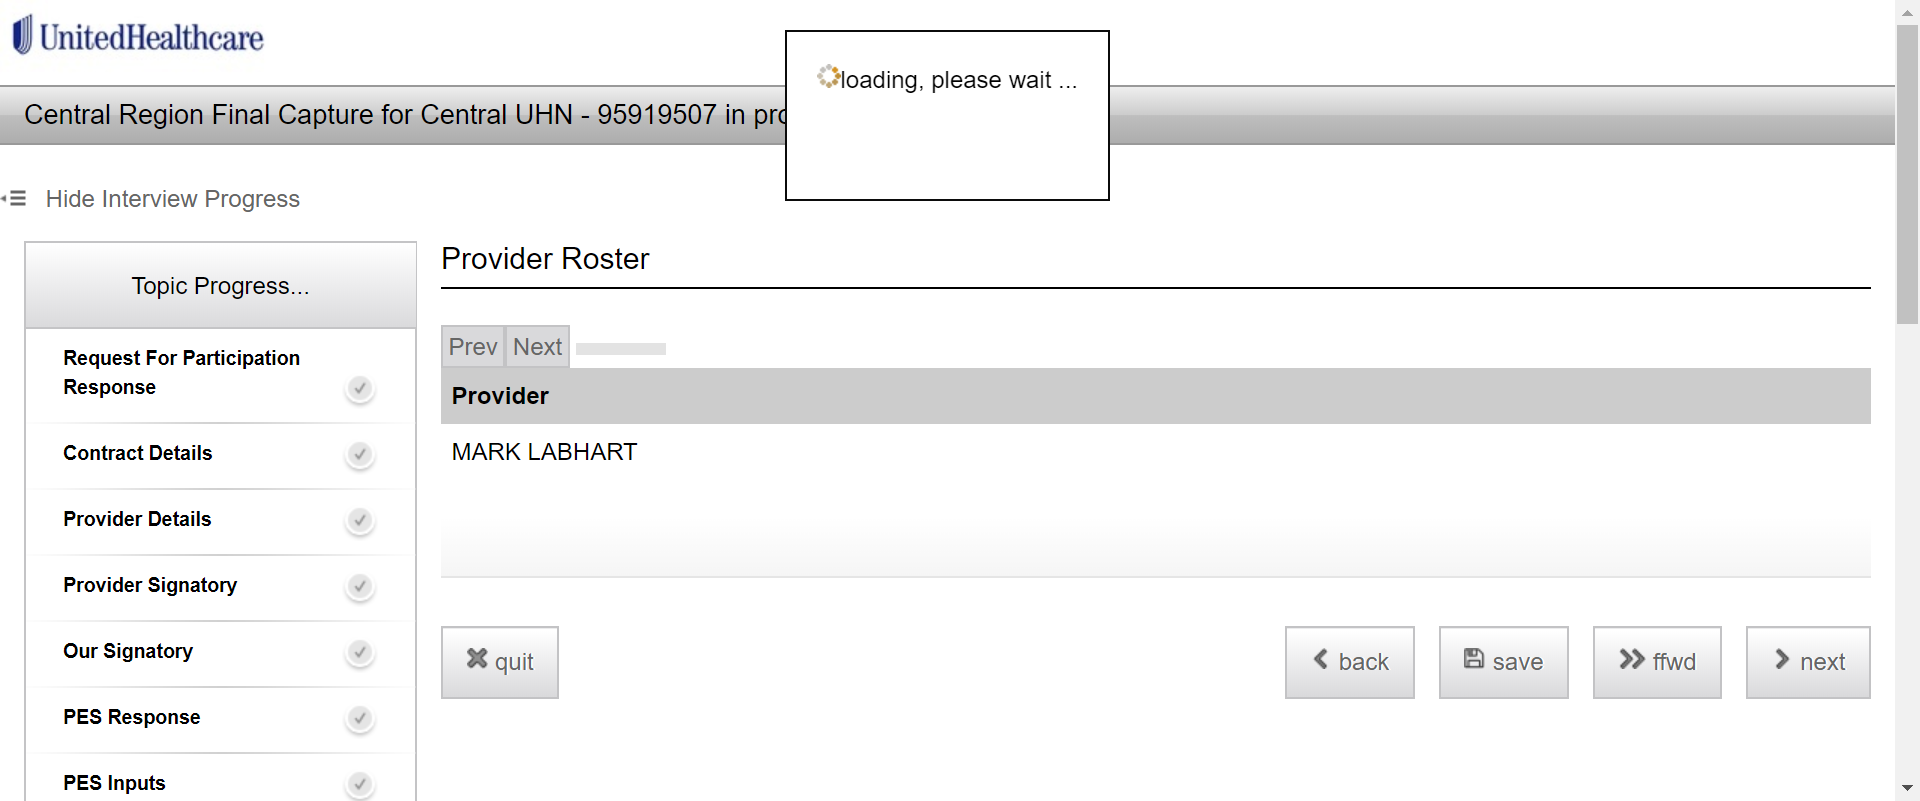 UnitedHealthcare
loading, please wait ...
Central Region Final Capture for Central UHN - 95919507 in
Hide Interview Progress
Topic Progress...
Request For Participation
Response
Contract Details
Provider Details
Provider Signatory
Our Signatory
PES Response
PES Inputs
Provider Roster
Prev Next
Provider
MARK LABHART
quit
back
save
ffwd
next